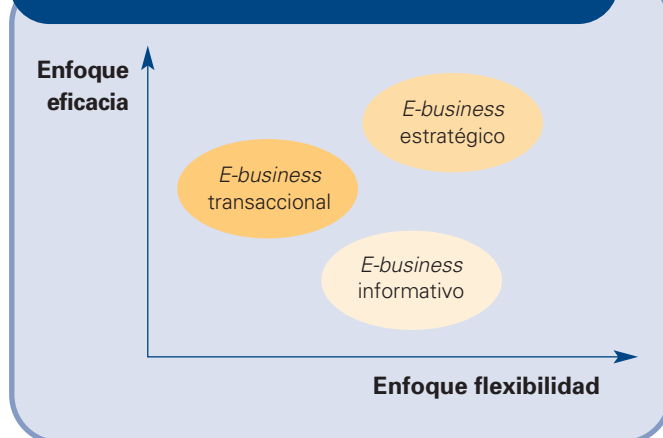 Enfoque
eficacia
E-business
estratégico
E-business
transaccional
E-business
informativo
Enfoque flexibilidad